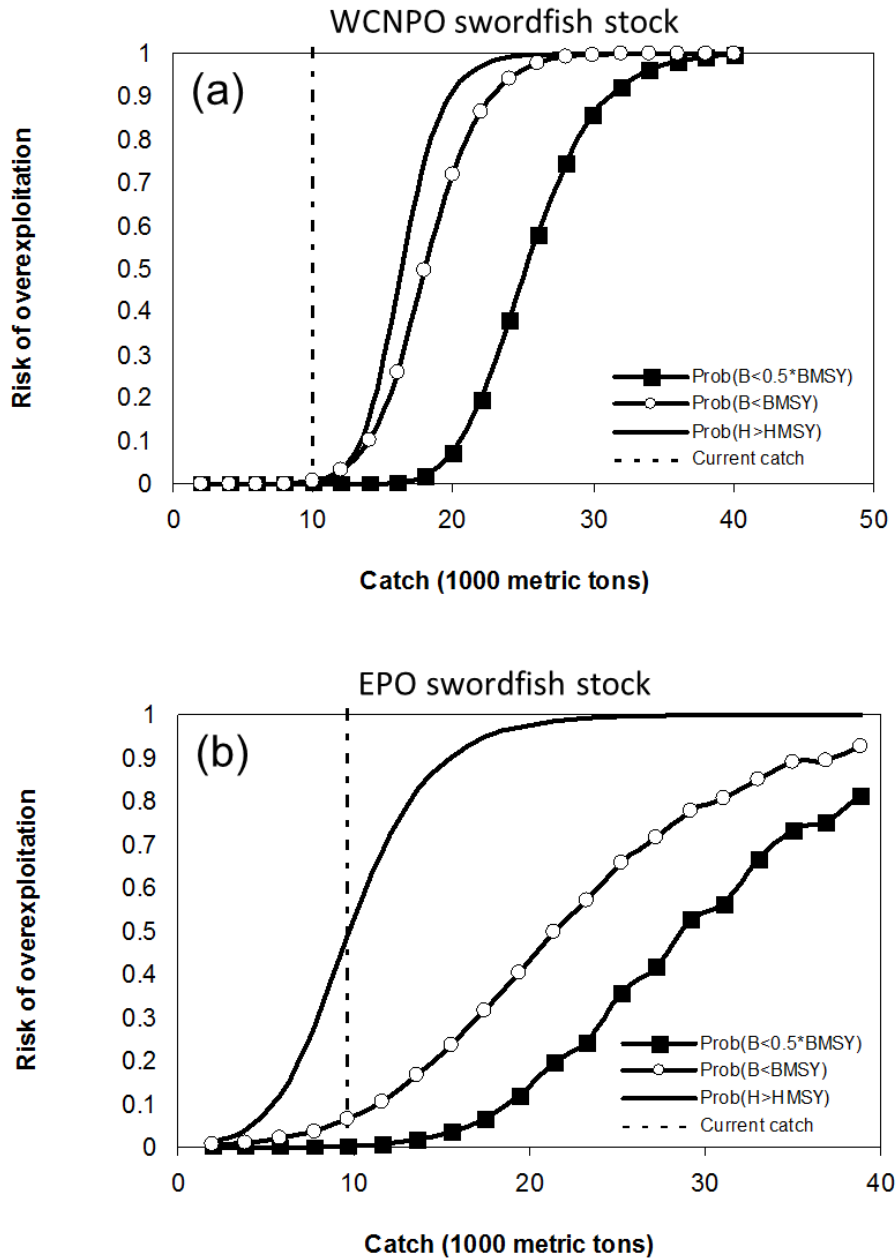 WCNPO swordfish stock
(a)
Risk of overexploitation
1
0.9
0.8
0.7
0.6
0.5
0.4
0.3
0.2
0.1
0
Prob(B<0.5*BMSY)
Prob(B<BMSY)
Prob(H>HMSY)
Current catch
0 10 20 30 40 50
Catch (1000 metric tons)
EPO swordfish stock
(b)
Risk of overexploitation
1
0.9
0.8
0.7
0.6
0.5
0.4
0.3
0.2
0.1
0
Prob(B<0.5*BMSY)
Prob(B<BMSY)
Prob(H>HMSY)
Current catch
0 10 20 30 40
Catch (1000 metric tons)